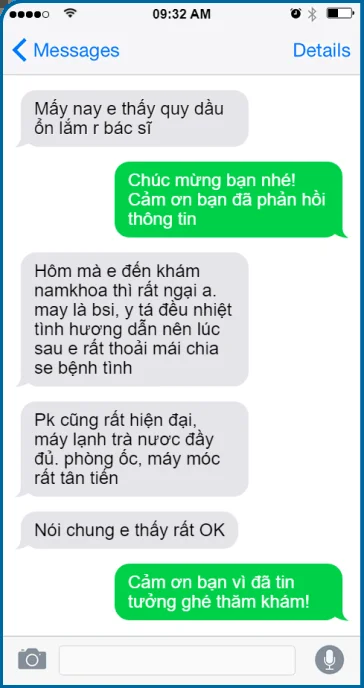 09:32 AM
Messages
Details
Mấy nay e thấy quy dầu
ổn lắm r bác sĩ
Chúc mừng bạn nhé!
Cảm ơn bạn đã phản hồi
thông tin
Hôm mà e đến khám
namkhoa thì rất ngại a.
may là bsi, y tá đều nhiệt
tình hương dẫn nên lúc
sau e rất thoải mái chia
se bệnh tình
Pk cũng rất hiện đại,
máy lạnh trà nươc đầy
đủ. phòng ốc, máy móc
rất tân tiến
Nói chung e thấy rất OK
Cảm ơn bạn vì đã tin
tưởng ghé thăm khám!